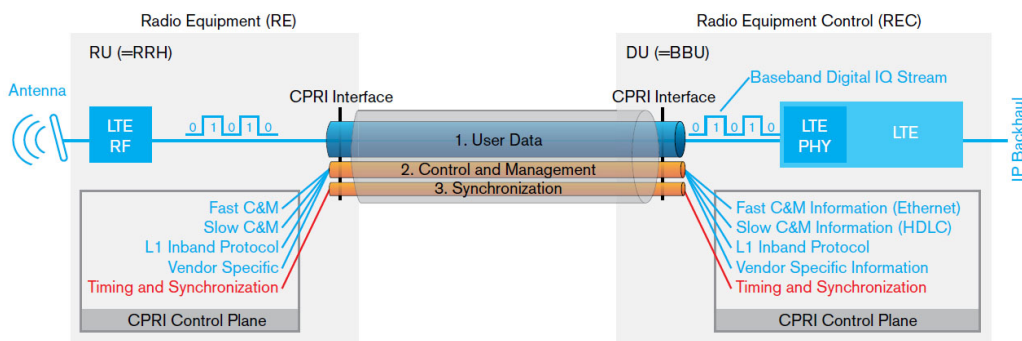 Radio Equipment (RE)
Radio Equipment Control (REC)
RU (=RRH)
DU (=BBU)
Baseband Digital IQ Stream
Antenna
CPRI Interface
CPRI Interface
LTE
RF
0 1 0 1 0
1. User Data
0 1 0 1 0
LTE
PHY
LTE
IP Backhaul
2. Control and Management
3. Synchronization
Fast C&M
Slow C&M
L1 Inband Protocol
Vendor Specific
Timing and Synchronization
CPRI Control Plane
Fast C&M Information (Ethernet)
Slow C&M Information (HDLC)
L1 Inband Protocol
Vendor Specific Information
Timing and Synchronization
CPRI Control Plane